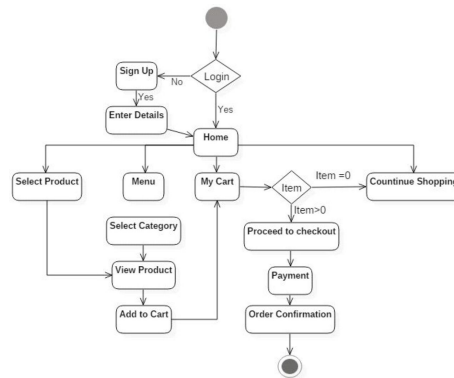 Sign Up
Login
No
Yes
Yes
Enter Details
Home
Select Product
Menu
My Cart
Item
Item =0
Countinue Shopping
Item>0
Select Category
Proceed to checkout
View Product
Payment
Add to Cart
Order Confirmation